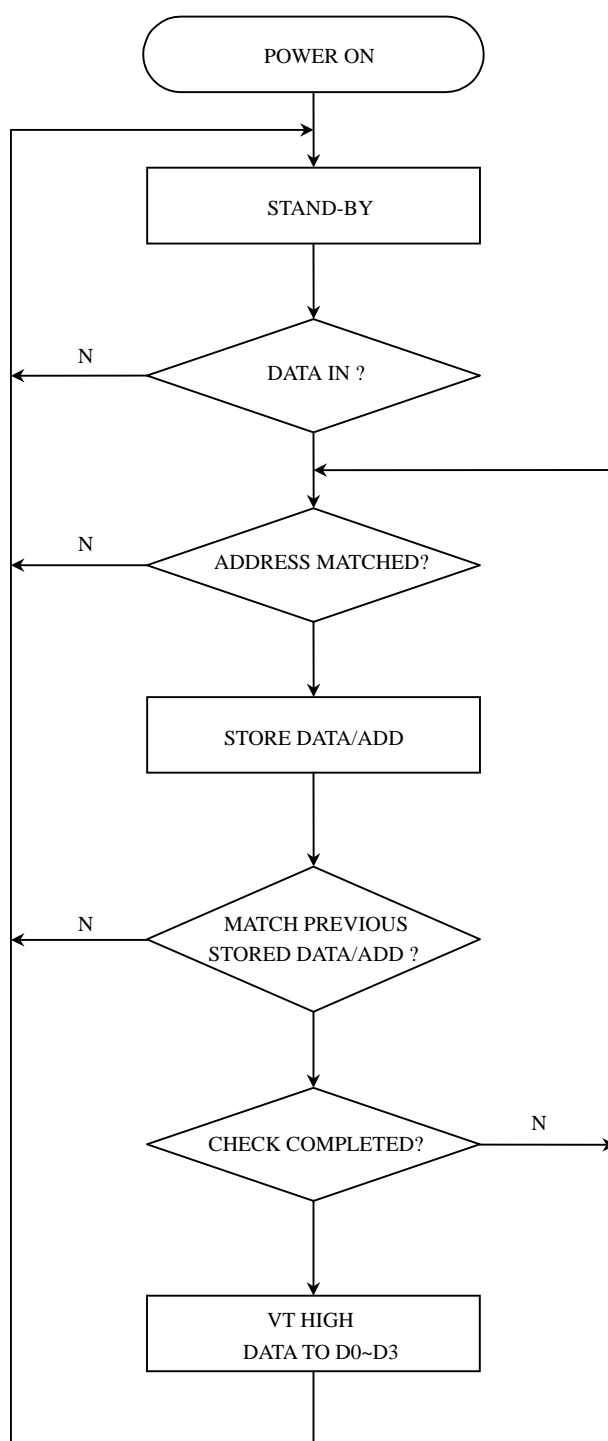 POWER ON
STAND-BY
N
DATA IN ?
N
ADDRESS MATCHED?
STORE DATA/ADD
N
MATCH PREVIOUS
STORED DATA/ADD ?
CHECK COMPLETED?
N
VT HIGH
DATA TO D0~D3